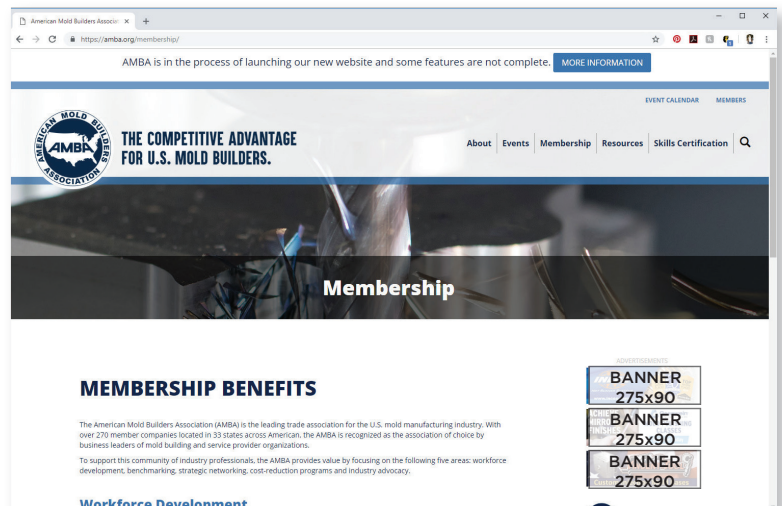 American Mold Builders Associat
https://amba.org/membership/
AMBA is in the process of launching our new website and some features are not complete. MORE INFORMATION
EVENT CALENDAR MEMBERS
AMERICAN MOLD BUILDERS ASSOCIATION
AMBA
THE COMPETITIVE ADVANTAGE
FOR U.S. MOLD BUILDERS.
About Events Membership Resources Skills Certification
Membership
ADVERTISEMENTS
BANNER
275x90
BANNER
275x90
BANNER
275x90
MEMBERSHIP BENEFITS
The American Mold Builders Association (AMBA) is the leading trade association for the U.S. mold manufacturing industry. With
over 270 member companies located in 33 states across American, the AMBA is recognized as the association of choice by
business leaders of mold building and service provider organizations.
To support this community of industry professionals, the AMBA provides value by focusing on the following five areas: workforce
development, benchmarking, strategic networking, cost-reduction programs and industry advocacy.
Workforce Development